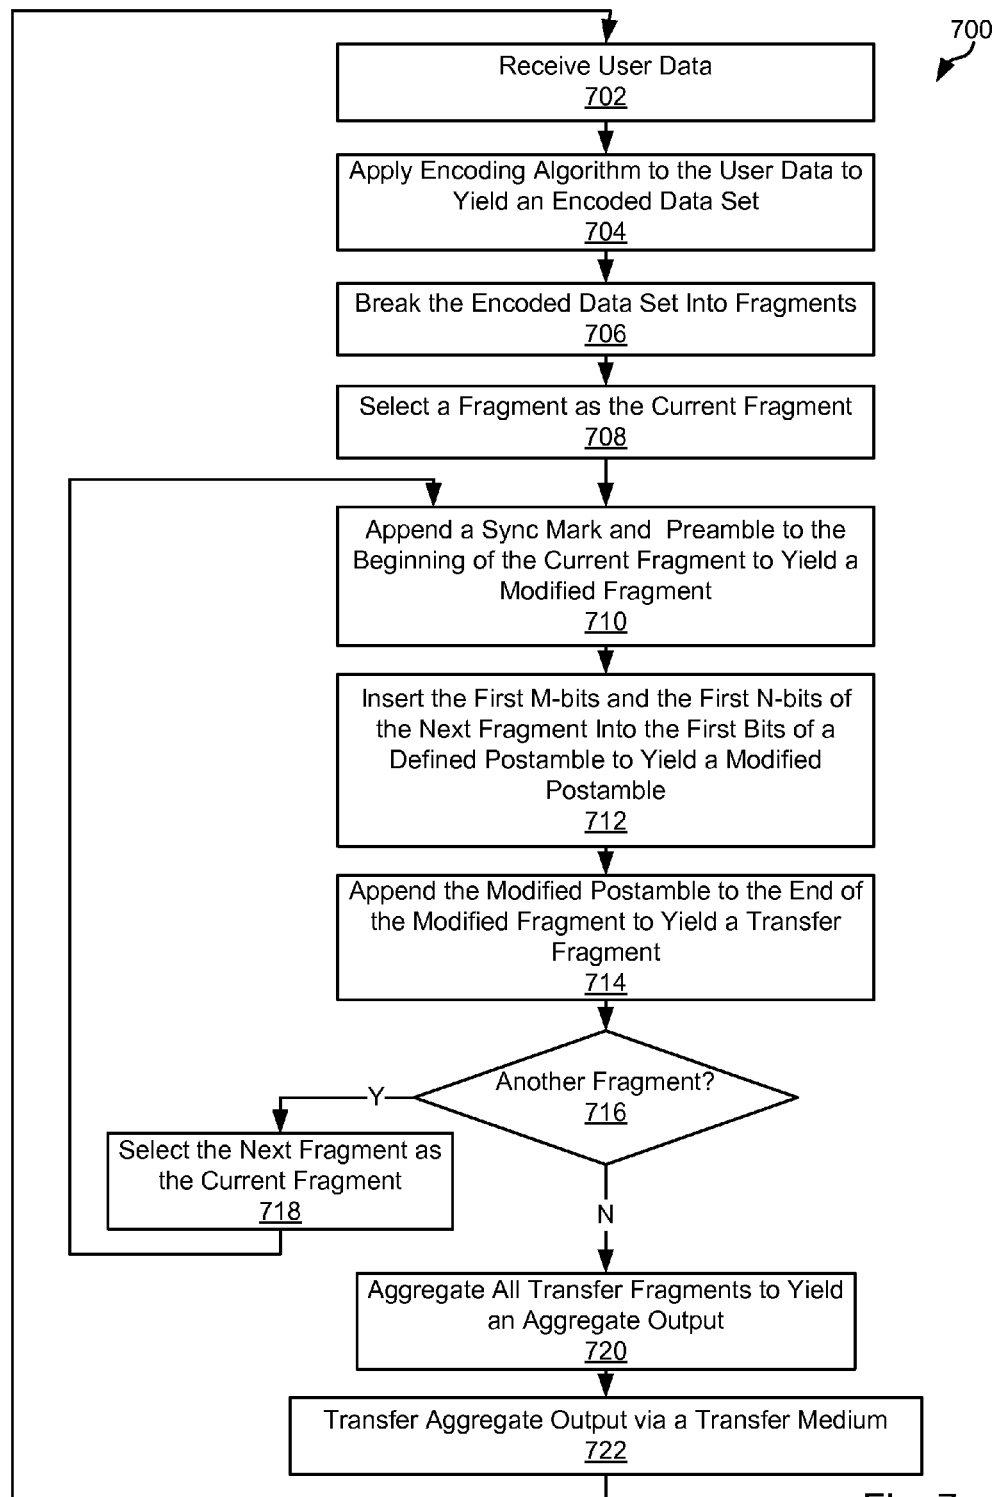 700
Receive User Data
702
Apply Encoding Algorithm to the User Data to
Yield an Encoded Data Set
704
Break the Encoded Data Set Into Fragments
706
Select a Fragment as the Current Fragment
708
Append a Sync Mark and Preamble to the
Beginning of the Current Fragment to Yield a
Modified Fragment
710
Insert the First M-bits and the First N-bits of
the Next Fragment Into the First Bits of a
Defined Postamble to Yield a Modified
Postamble
712
Append the Modified Postamble to the End of
the Modified Fragment to Yield a Transfer
Fragment
714
Another Fragment?
716
Y
Select the Next Fragment as
the Current Fragment
718
N
Aggregate All Transfer Fragments to Yield
an Aggregate Output
720
Transfer Aggregate Output via a Transfer Medium
722